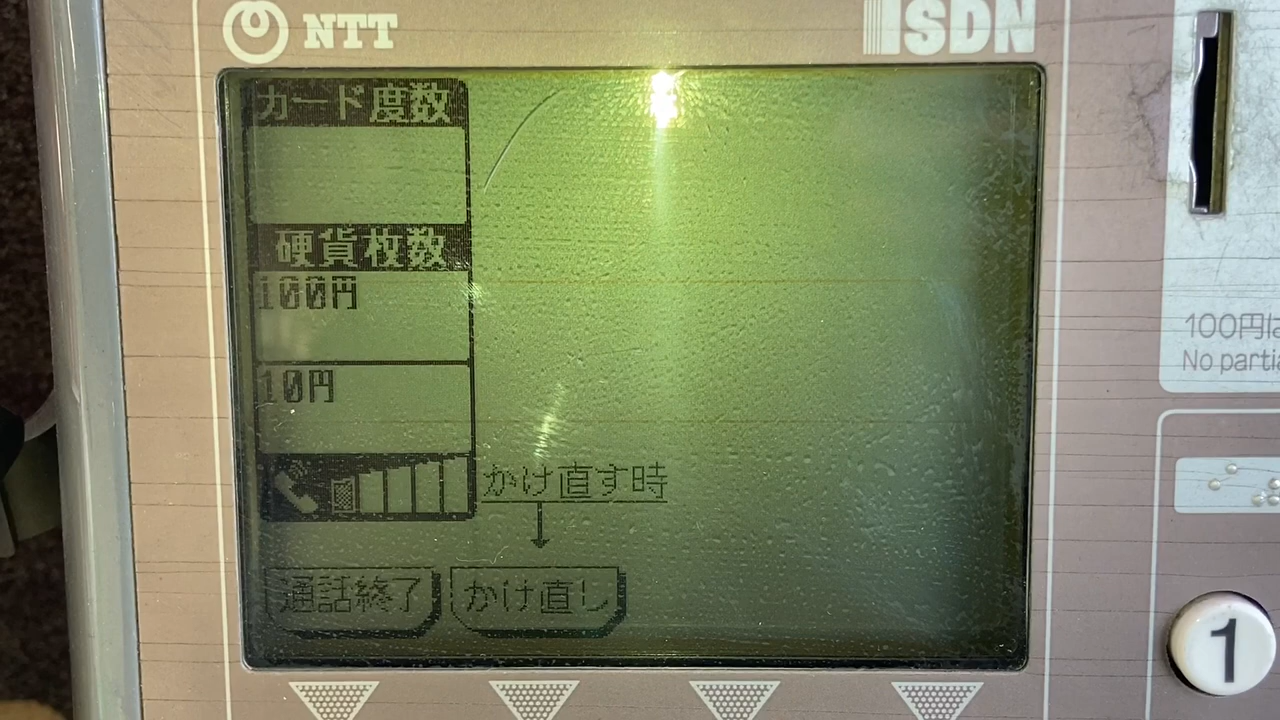 NTT
ISDN
カード度数
硬貨枚数
100円
10円
かけ直す時
通話終了
かけ直し
100円は
No partia
1